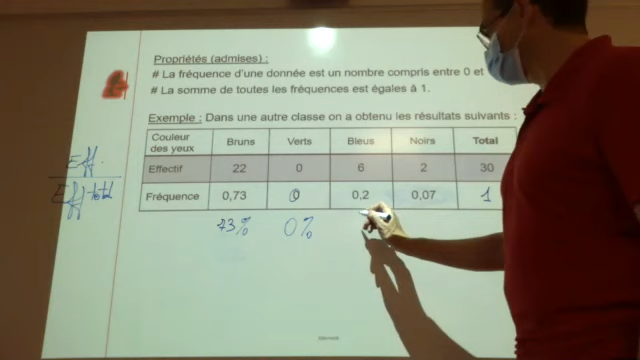 Propriétés (admises) :
# La fréquence d'une donnée est un nombre compris entre 0 et
# La somme de toutes les fréquences est égales à 1.
Exemple : Dans une autre classe on a obtenu les résultats suivants :
Couleur des yeux Bruns Verts Bleus Noirs Total
Effectif 22 0 6 2 30
Fréquence 0,73 0 0,2 0,07 1
Eff.
Eff total
73% 0%